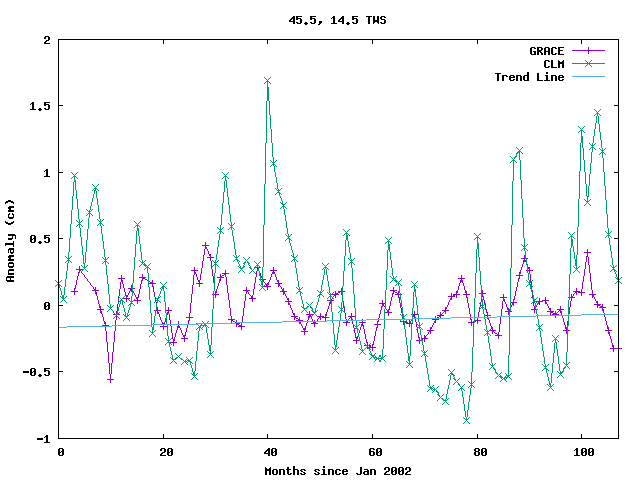 45.5, 14.5 TWS
GRACE
CLM
Trend Line
2
1.5
1
0.5
0
-0.5
-1
Anomaly (cm)
0 20 40 60 80 100
Months since Jan 2002